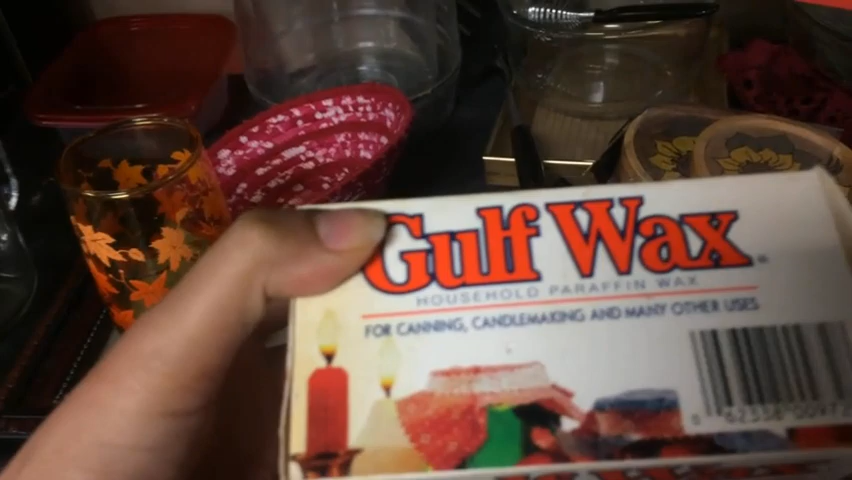 Gulf Wax®
HOUSEHOLD PARAFFIN WAX
FOR CANNING, CANDLEMAKING AND MANY OTHER USES